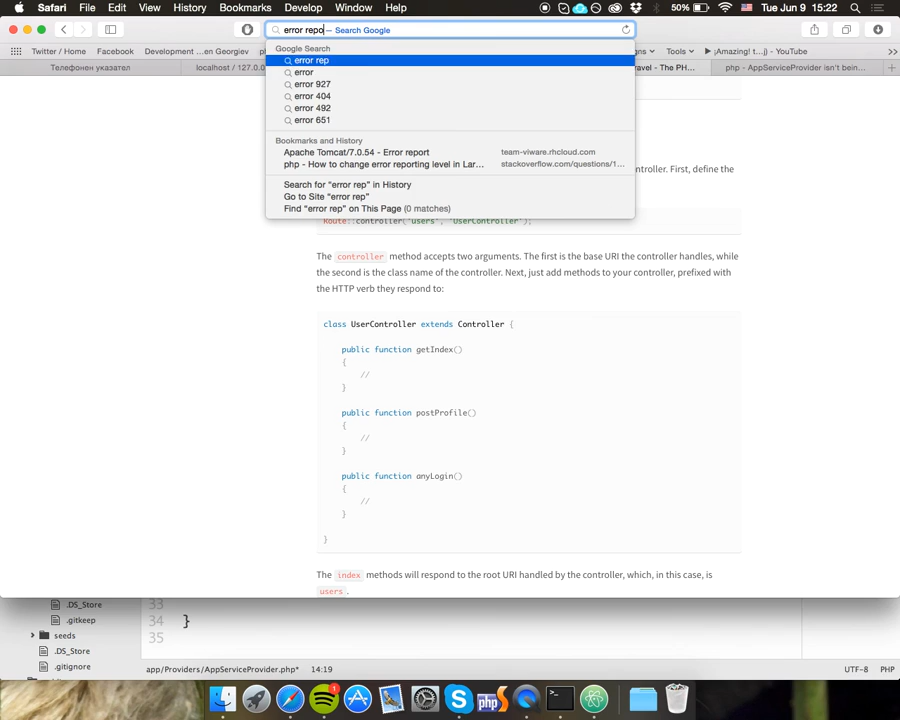 Safari File Edit View History Bookmarks Develop Window Help 50% Tue Jun 9 15:22
error repo — Search Google
Twitter / Home Facebook Development ... en Georgiev Tools ¡Amazing! t...j) - YouTube
Телефонен указател localhost / 127.0.0 ravel - The PH... php - AppServiceProvider isn't bein...
Google Search
error rep
error
error 927
error 404
error 492
error 651
Bookmarks and History
Apache Tomcat/7.0.54 - Error report team-viware.rhcloud.com
php - How to change error reporting level in Lar... stackoverflow.com/questions/1...
Search for “error rep” in History
Go to Site “error rep”
Find “error rep” on This Page (0 matches)
ntroller. First, define the
Route::controller('users', 'UserController');
The controller method accepts two arguments. The first is the base URI the controller handles, while
the second is the class name of the controller. Next, just add methods to your controller, prefixed with
the HTTP verb they respond to:
class UserController extends Controller {
public function getIndex()
{
//
}
public function postProfile()
{
//
}
public function anyLogin()
{
//
}
}
The index methods will respond to the root URI handled by the controller, which, in this case, is
users.
.DS_Store 33
.gitkeep 34 }
seeds 35
.DS_Store
.gitignore app/Providers/AppServiceProvider.php* 14:19 UTF-8 PHP
1
php